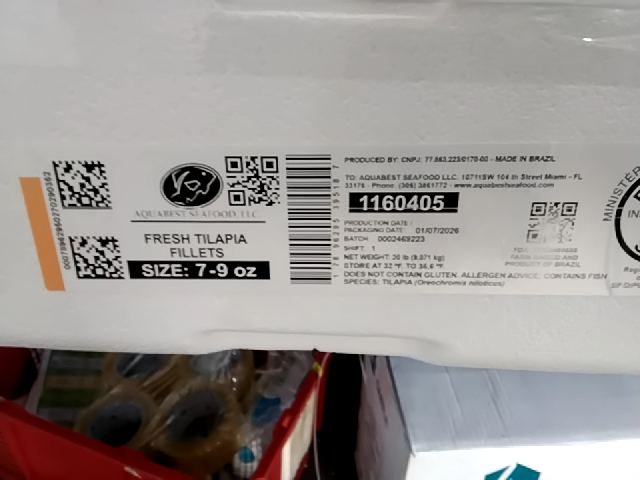 AQUABEST SEAFOOD, LLC.
FRESH TILAPIA
FILLETS
SIZE: 7-9 oz
PRODUCED BY: CNPJ: 77.863.223/0170-00 - MADE IN BRAZIL
TO: AQUABEST SEAFOOD LLC. 10711SW 104 th Street Miami - FL
33176 - Phone: (305) 3861772 - www.aquabestseafood.com
1160405
PRODUCTION DATE /
PACKAGING DATE: 01/07/2026
BATCH: 0002469223
SHIFT: 1
NET WEIGHT: 20 lb (9,071 kg)
STORE AT 32 °F. TO 35,6 °F.
DOES NOT CONTAIN GLUTEN. ALLERGEN ADVICE: CONTAINS FISH
SPECIES: TILAPIA (Oreochromis niloticus)
FARM RAISED AND
PRODUCT OF BRAZIL